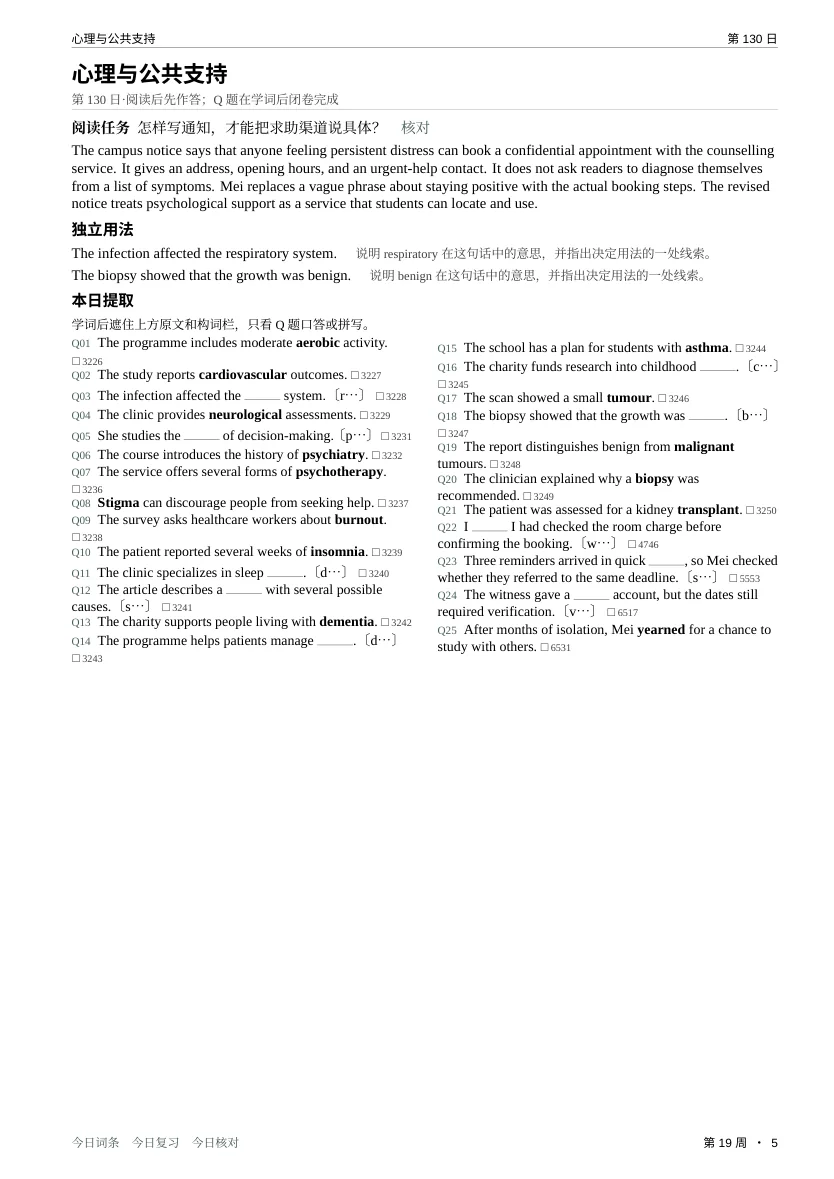 心理与公共支持 第 130 日
心理与公共支持
第 130 日·阅读后先作答；Q 题在学词后闭卷完成
阅读任务 怎样写通知，才能把求助渠道说具体？ 核对
The campus notice says that anyone feeling persistent distress can book a confidential appointment with the counselling
service. It gives an address, opening hours, and an urgent-help contact. It does not ask readers to diagnose themselves
from a list of symptoms. Mei replaces a vague phrase about staying positive with the actual booking steps. The revised
notice treats psychological support as a service that students can locate and use.
独立用法
The infection affected the respiratory system. 说明 respiratory 在这句话中的意思，并指出决定用法的一处线索。
The biopsy showed that the growth was benign. 说明 benign 在这句话中的意思，并指出决定用法的一处线索。
本日提取
学词后遮住上方原文和构词栏，只看 Q 题口答或拼写。
Q01 The programme includes moderate aerobic activity.
□ 3226
Q02 The study reports cardiovascular outcomes. □ 3227
Q03 The infection affected the _____ system.〔r···〕 □ 3228
Q04 The clinic provides neurological assessments. □ 3229
Q05 She studies the _____ of decision-making.〔p···〕 □ 3231
Q06 The course introduces the history of psychiatry. □ 3232
Q07 The service offers several forms of psychotherapy.
□ 3236
Q08 Stigma can discourage people from seeking help. □ 3237
Q09 The survey asks healthcare workers about burnout.
□ 3238
Q10 The patient reported several weeks of insomnia. □ 3239
Q11 The clinic specializes in sleep _____.〔d···〕 □ 3240
Q12 The article describes a _____ with several possible
causes.〔s···〕 □ 3241
Q13 The charity supports people living with dementia. □ 3242
Q14 The programme helps patients manage _____.〔d···〕
□ 3243
Q15 The school has a plan for students with asthma. □ 3244
Q16 The charity funds research into childhood _____.〔c···〕
□ 3245
Q17 The scan showed a small tumour. □ 3246
Q18 The biopsy showed that the growth was _____.〔b···〕
□ 3247
Q19 The report distinguishes benign from malignant
tumours. □ 3248
Q20 The clinician explained why a biopsy was
recommended. □ 3249
Q21 The patient was assessed for a kidney transplant. □ 3250
Q22 I _____ I had checked the room charge before
confirming the booking.〔w···〕 □ 4746
Q23 Three reminders arrived in quick _____, so Mei checked
whether they referred to the same deadline.〔s···〕 □ 5553
Q24 The witness gave a _____ account, but the dates still
required verification.〔v···〕 □ 6517
Q25 After months of isolation, Mei yearned for a chance to
study with others. □ 6531
今日词条 今日复习 今日核对 第 19 周 · 5